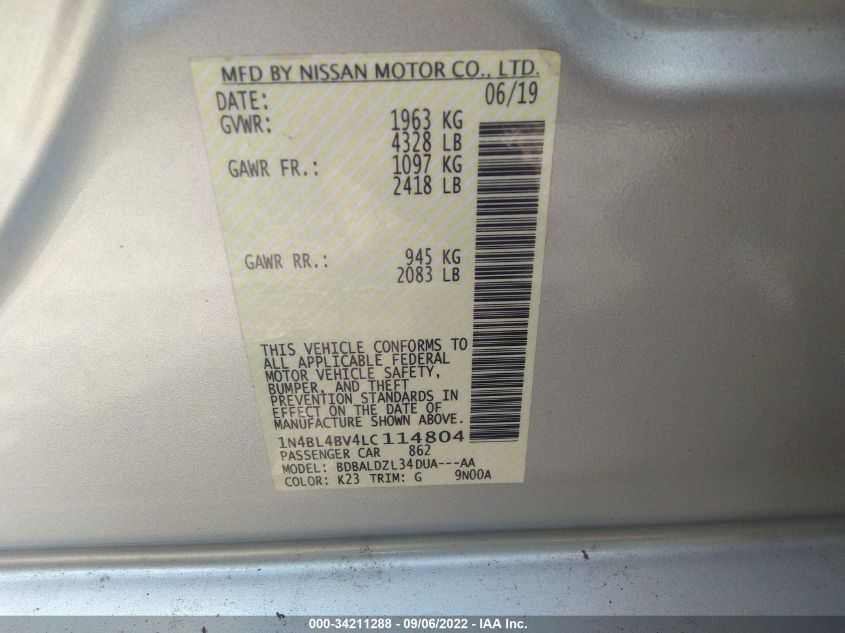 MFD BY NISSAN MOTOR CO., LTD.
DATE: 06/19
GVWR: 1963 KG
4328 LB
GAWR FR.: 1097 KG
2418 LB
GAWR RR.: 945 KG
2083 LB
THIS VEHICLE CONFORMS TO
ALL APPLICABLE FEDERAL
MOTOR VEHICLE SAFETY,
BUMPER, AND THEFT
PREVENTION STANDARDS IN
EFFECT ON THE DATE OF
MANUFACTURE SHOWN ABOVE.
1N4BL4BV4LC114804
PASSENGER CAR 862
MODEL: BDBALDZL34DUA---AA
COLOR: K23 TRIM: G 9N00A
000-34211288 - 09/06/2022 - IAA Inc.